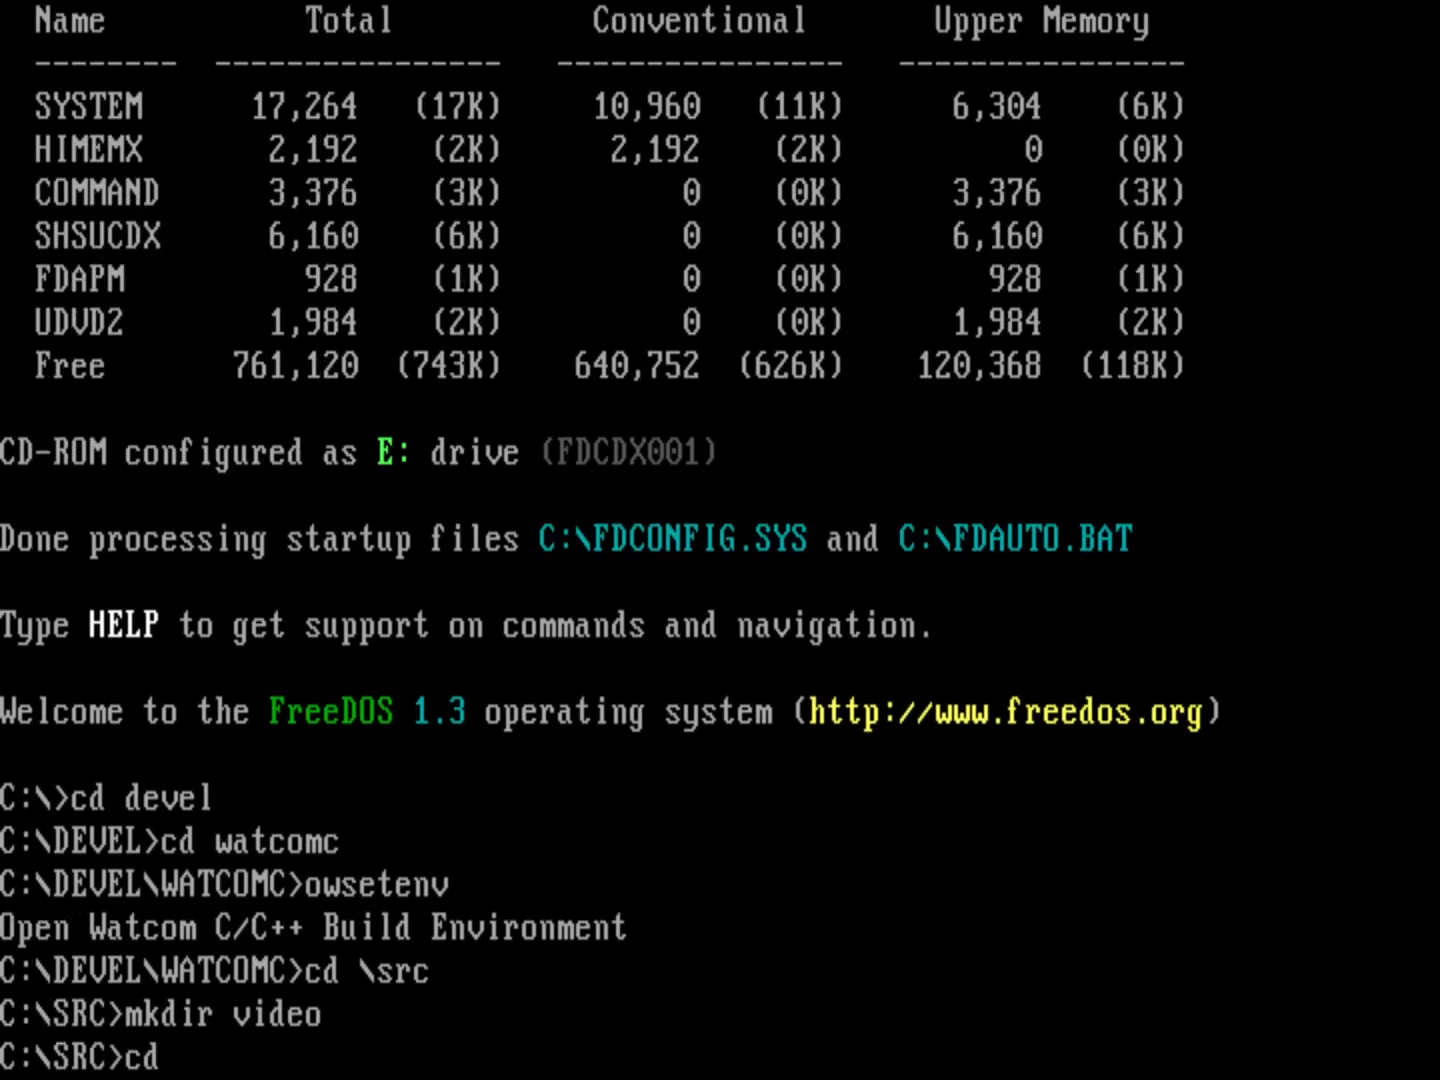 Name Total Conventional Upper Memory
-------- ---------------- ---------------- ----------------
SYSTEM 17,264 (17K) 10,960 (11K) 6,304 (6K)
HIMEMX 2,192 (2K) 2,192 (2K) 0 (0K)
COMMAND 3,376 (3K) 0 (0K) 3,376 (3K)
SHSUCDX 6,160 (6K) 0 (0K) 6,160 (6K)
FDAPM 928 (1K) 0 (0K) 928 (1K)
UDVD2 1,984 (2K) 0 (0K) 1,984 (2K)
Free 761,120 (743K) 640,752 (626K) 120,368 (118K)
CD-ROM configured as E: drive (FDCDX001)
Done processing startup files C:\FDCONFIG.SYS and C:\FDAUTO.BAT
Type HELP to get support on commands and navigation.
Welcome to the FreeDOS 1.3 operating system (http://www.freedos.org)
C:\>cd devel
C:\DEVEL>cd watcomc
C:\DEVEL\WATCOMC>owsetenv
Open Watcom C/C++ Build Environment
C:\DEVEL\WATCOMC>cd \src
C:\SRC>mkdir video
C:\SRC>cd